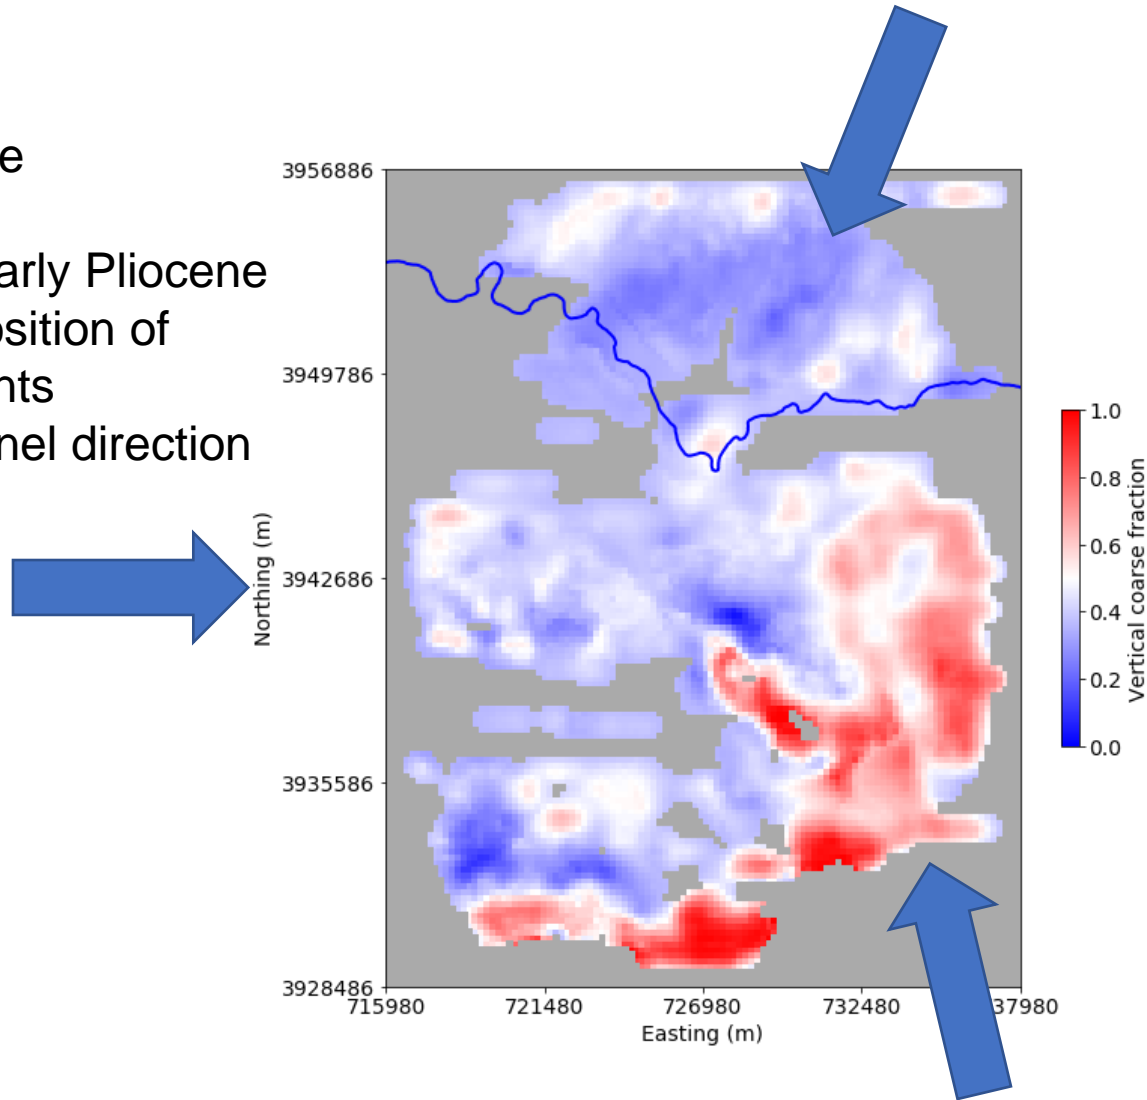 e
arly Pliocene
osition of
nts
nel direction
3956886
3949786
3942686
3935586
3928486
Northing (m)
715980
721480
726980
732480
37980
Easting (m)
1.0
0.8
0.6
0.4
0.2
0.0
Vertical coarse fraction